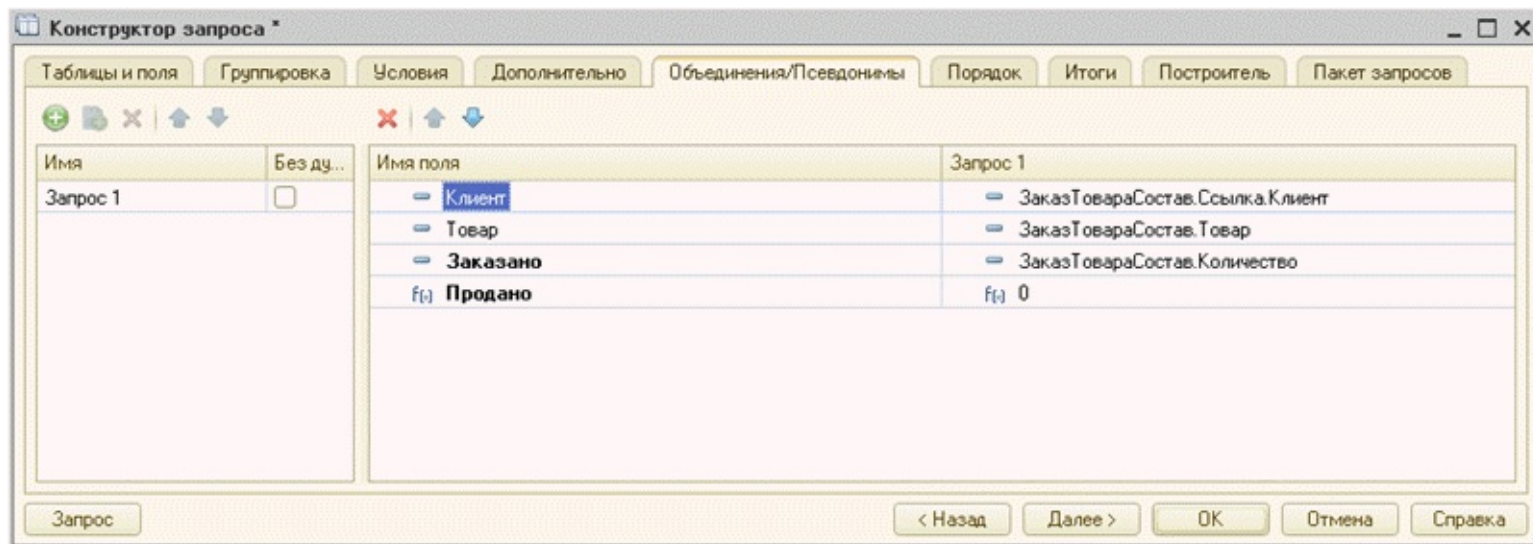 Конструктор запроса *
Таблицы и поля Группировка Условия Дополнительно Объединения/Псевдонимы Порядок Итоги Построитель Пакет запросов
Имя Без ду... Имя поля Запрос 1
Запрос 1 Клиент ЗаказТовараСостав.Ссылка.Клиент
Товар ЗаказТовараСостав.Товар
Заказано ЗаказТовараСостав.Количество
f[-] Продано f[-] 0
Запрос < Назад Далее > ОК Отмена Справка